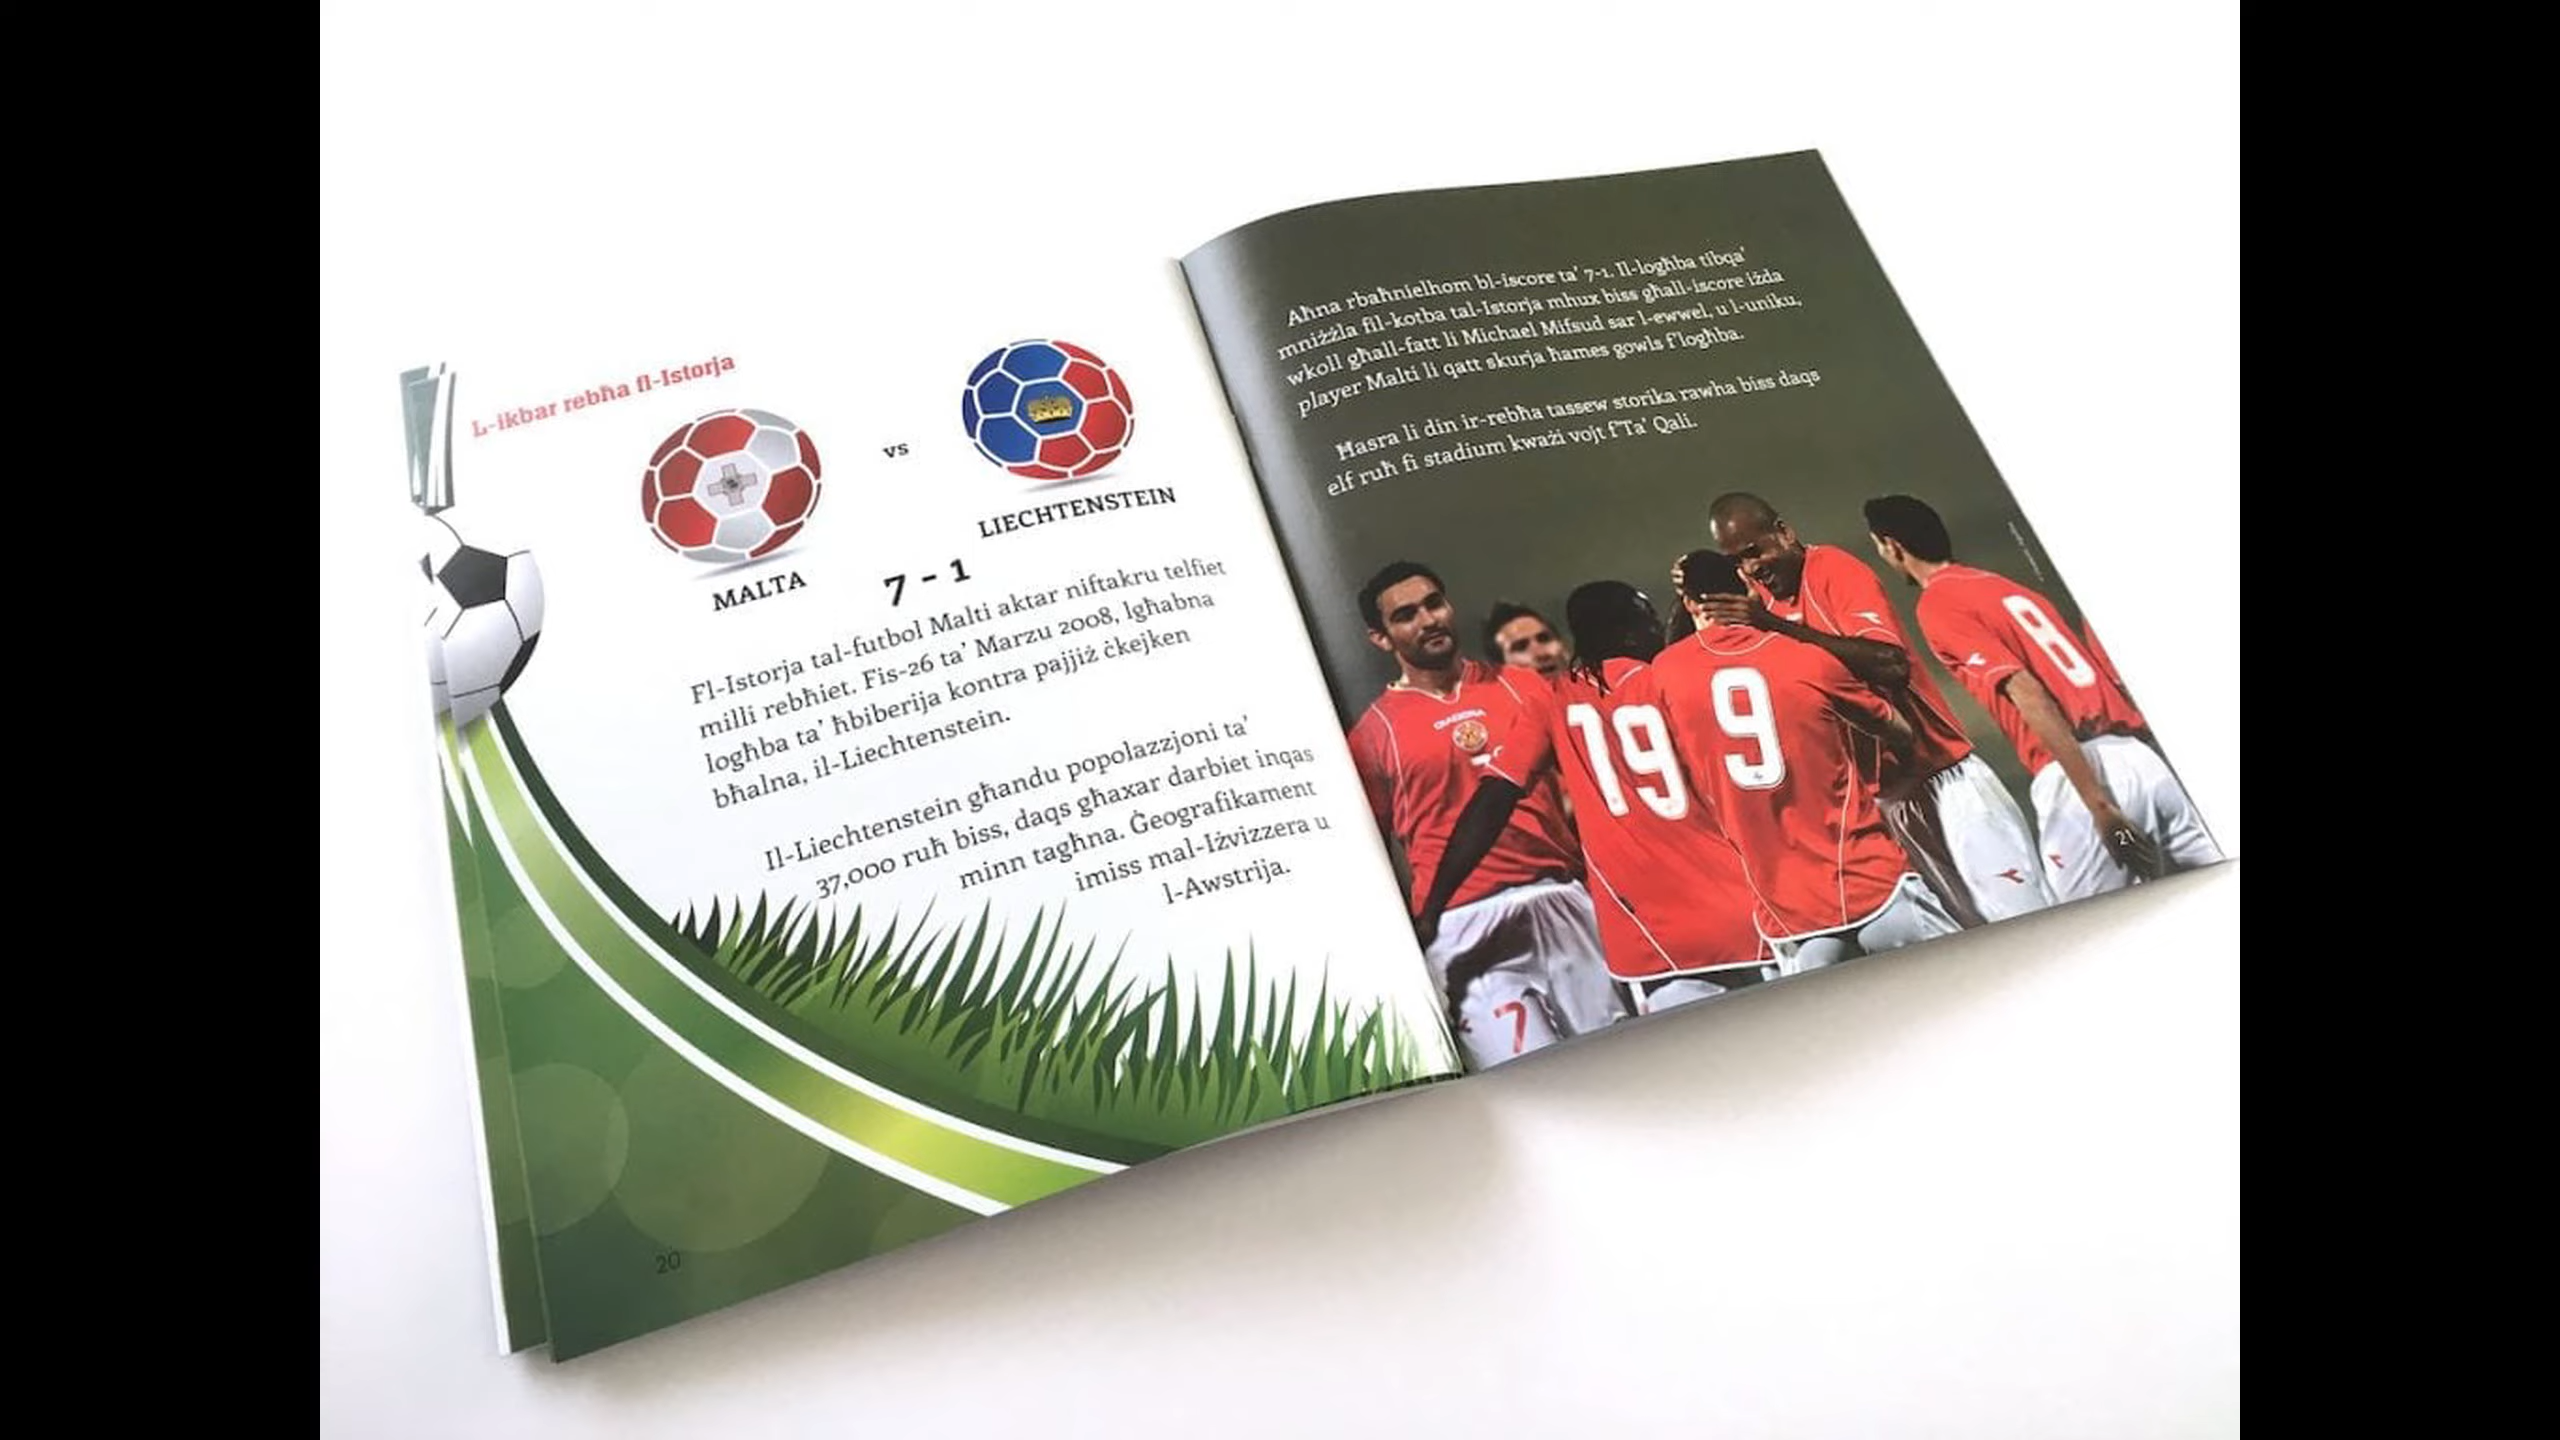 L-ikbar rebħa fl-Istorja
MALTA
vs
LIECHTENSTEIN
7 - 1
Fl-Istorja tal-futbol Malti aktar niftakru telfiet
milli rebħiet. Fis-26 ta' Marzu 2008, lgħabna
logħba ta' ħbiberija kontra pajjiż ċkejken
bħalna, il-Liechtenstein.
Il-Liechtenstein għandu popolazzjoni ta'
37,000 ruħ biss, daqs għaxar darbiet inqas
minn tagħna. Ġeografikament
imiss mal-Iżvizzera u
l-Awstrija.
20
Aħna rbaħnielhom bl-iscore ta' 7-1. Il-logħba tibqa'
mniżżla fil-kotba tal-Istorja mhux biss għall-iscore iżda
wkoll għall-fatt li Michael Mifsud sar l-ewwel, u l-uniku,
player Malti li qatt skurja ħames gowls f'logħba.
Ħasra li din ir-rebħa tassew storika rawha biss daqs
elf ruħ fi stadium kważi vojt f'Ta' Qali.
DIADORA
19
9
8
7
21